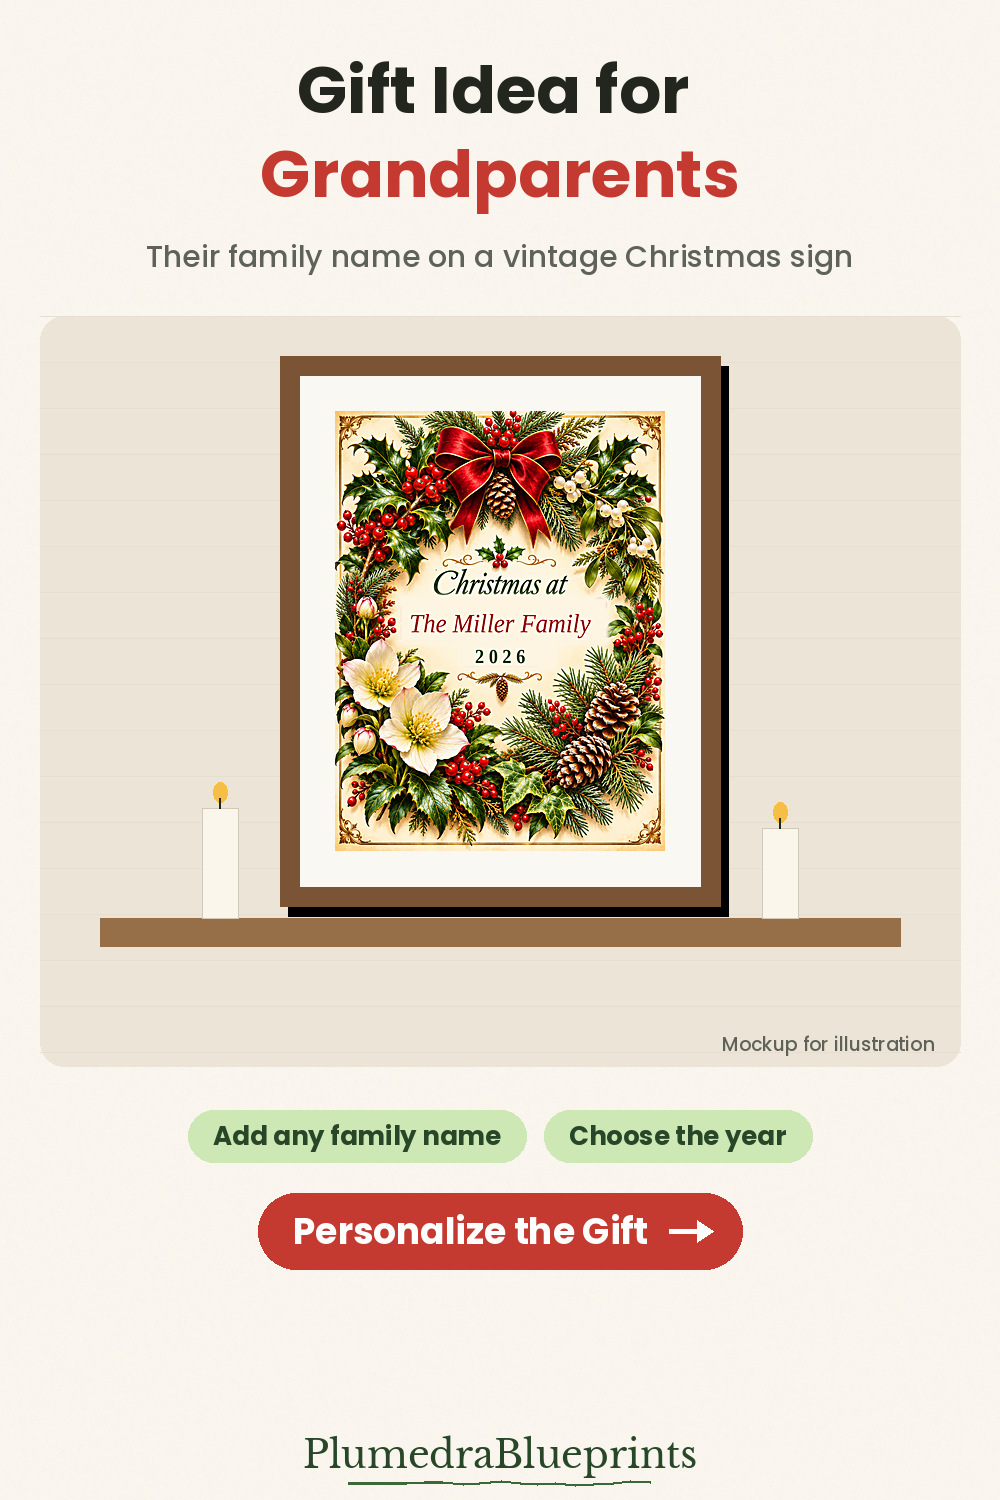 Gift Idea for
Grandparents
Their family name on a vintage Christmas sign
Christmas at
The Miller Family
2026
Mockup for illustration
Add any family name
Choose the year
Personalize the Gift
PlumedraBlueprints